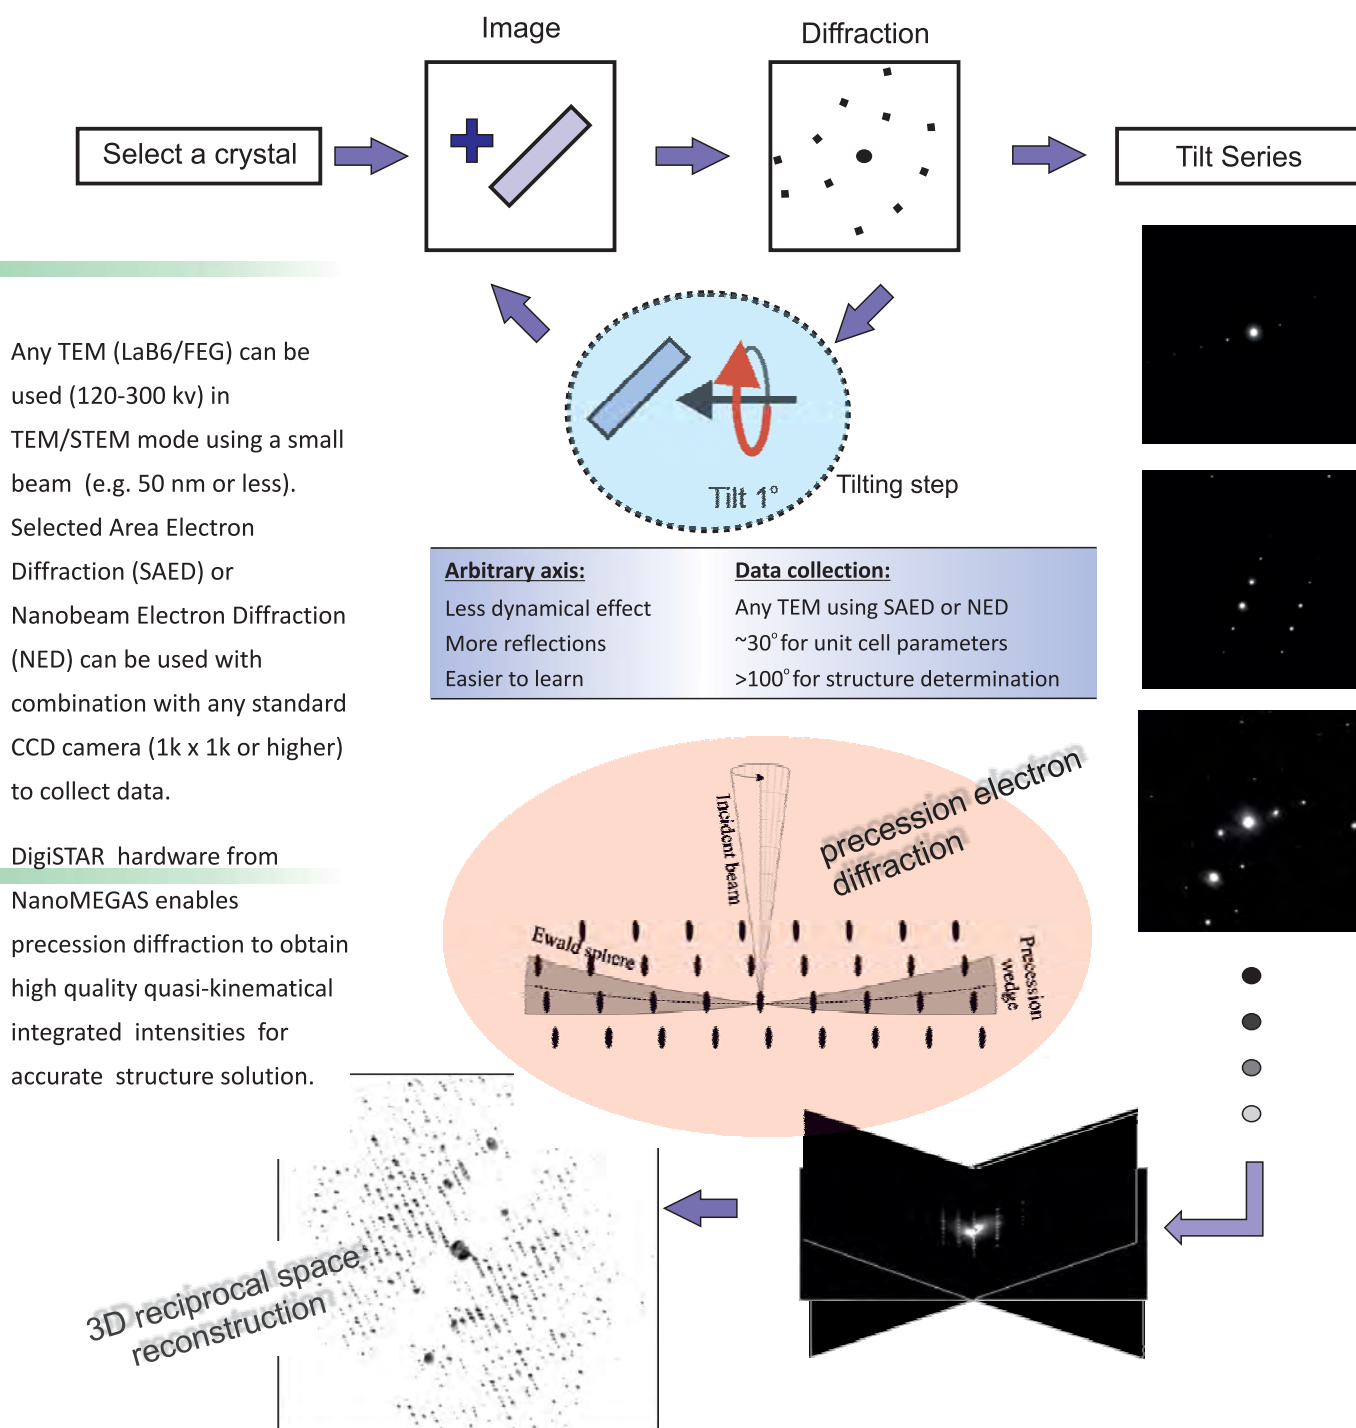 Image
Diffraction
Select a crystal
Tilt Series
Any TEM (LaB6/FEG) can be
used (120-300 kv) in
TEM/STEM mode using a small
beam (e.g. 50 nm or less).
Selected Area Electron
Diffraction (SAED) or
Nanobeam Electron Diffraction
(NED) can be used with
combination with any standard
CCD camera (1k x 1k or higher)
to collect data.
DigiSTAR hardware from
NanoMEGAS enables
precession diffraction to obtain
high quality quasi-kinematical
integrated intensities for
accurate structure solution.
Tilt 1°
Tilting step
Arbitrary axis:
Less dynamical effect
More reflections
Easier to learn
Data collection:
Any TEM using SAED or NED
~30° for unit cell parameters
>100° for structure determination
precession electron
diffraction
Incident beam
Ewald sphere
Precession
wedge
3D reciprocal space
reconstruction